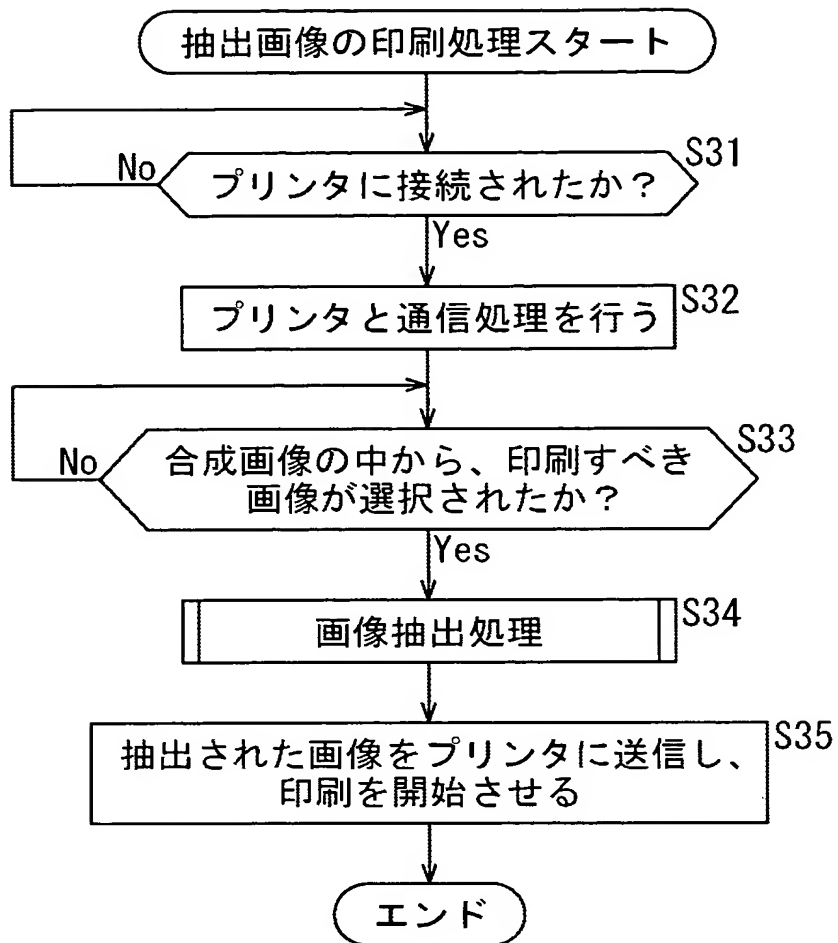 抽出画像の印刷処理スタート
No
プリンタに接続されたか？
S31
Yes
プリンタと通信処理を行う
S32
No
合成画像の中から、印刷すべき
画像が選択されたか？
S33
Yes
画像抽出処理
S34
抽出された画像をプリンタに送信し、
印刷を開始させる
S35
エンド